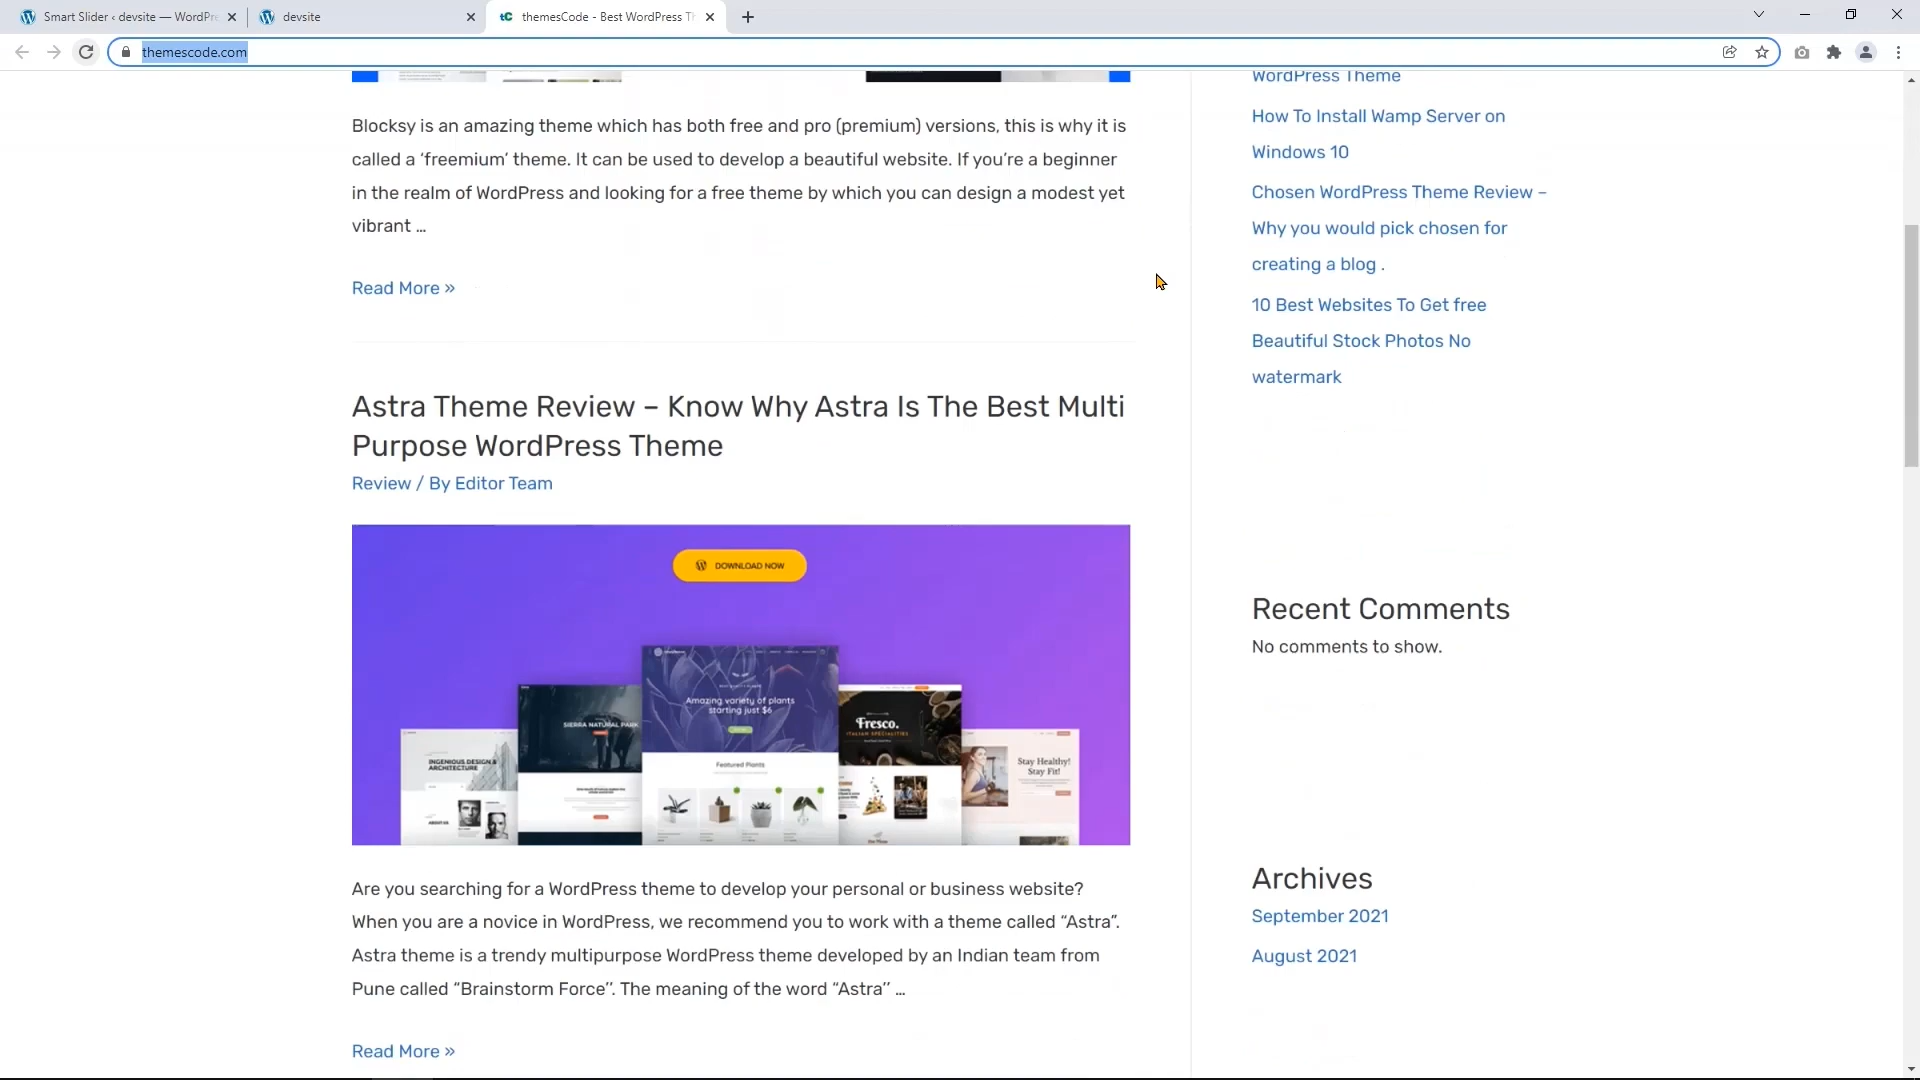 Smart Slider ‹ devsite — WordPre
devsite
themesCode - Best WordPress Th
themescode.com
Blocksy is an amazing theme which has both free and pro (premium) versions, this is why it is
called a ‘freemium’ theme. It can be used to develop a beautiful website. If you’re a beginner
in the realm of WordPress and looking for a free theme by which you can design a modest yet
vibrant …
Read More »
Astra Theme Review – Know Why Astra Is The Best Multi
Purpose WordPress Theme
Review / By Editor Team
DOWNLOAD NOW
SIERRA NATURAL PARK
Amazing variety of plants
starting just $6
Featured Plants
Fresco.
ITALIAN SPECIALITIES
INGENIOUS DESIGN &
ARCHITECTURE
ABOUT US
Stay Healthy!
Stay Fit!
Are you searching for a WordPress theme to develop your personal or business website?
When you are a novice in WordPress, we recommend you to work with a theme called “Astra”.
Astra theme is a trendy multipurpose WordPress theme developed by an Indian team from
Pune called “Brainstorm Force’’. The meaning of the word “Astra’’ …
Read More »
WordPress Theme
How To Install Wamp Server on
Windows 10
Chosen WordPress Theme Review –
Why you would pick chosen for
creating a blog .
10 Best Websites To Get free
Beautiful Stock Photos No
watermark
Recent Comments
No comments to show.
Archives
September 2021
August 2021